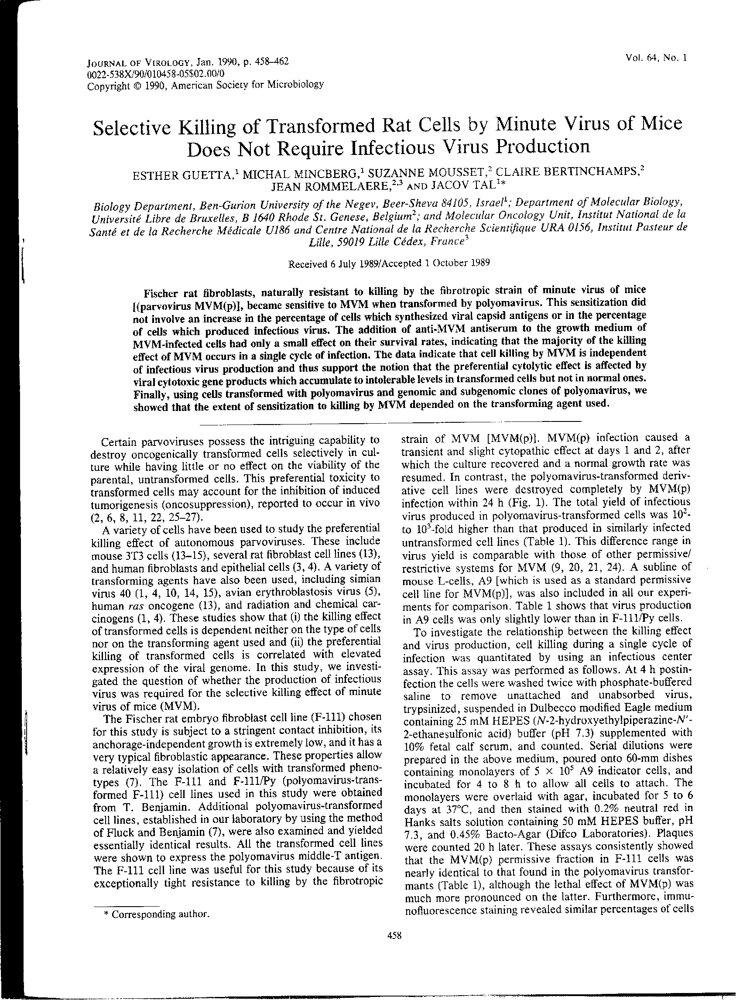 JOURNAL OF VIROLOGY, Jan. 1990, p. 458–462
0022-538X/90/010458-05$02.00/0
Copyright © 1990, American Society for Microbiology
Vol. 64, No. 1
Selective Killing of Transformed Rat Cells by Minute Virus of Mice
Does Not Require Infectious Virus Production
ESTHER GUETTA,¹ MICHAL MINCBERG,¹ SUZANNE MOUSSET,² CLAIRE BERTINCHAMPS,²
JEAN ROMMELAERE,²,³ AND JACOV TAL¹*
Biology Department, Ben-Gurion University of the Negev, Beer-Sheva 84105, Israel¹; Department of Molecular Biology,
Université Libre de Bruxelles, B 1640 Rhode St. Genese, Belgium²; and Molecular Oncology Unit, Institut National de la
Santé et de la Recherche Médicale U186 and Centre National de la Recherche Scientifique URA 0156, Institut Pasteur de
Lille, 59019 Lille Cédex, France³
Received 6 July 1989/Accepted 1 October 1989
Fischer rat fibroblasts, naturally resistant to killing by the fibrotropic strain of minute virus of mice
[(parvovirus MVM(p)], became sensitive to MVM when transformed by polyomavirus. This sensitization did
not involve an increase in the percentage of cells which synthesized viral capsid antigens or in the percentage
of cells which produced infectious virus. The addition of anti-MVM antiserum to the growth medium of
MVM-infected cells had only a small effect on their survival rates, indicating that the majority of the killing
effect of MVM occurs in a single cycle of infection. The data indicate that cell killing by MVM is independent
of infectious virus production and thus support the notion that the preferential cytolytic effect is affected by
viral cytotoxic gene products which accumulate to intolerable levels in transformed cells but not in normal ones.
Finally, using cells transformed with polyomavirus and genomic and subgenomic clones of polyomavirus, we
showed that the extent of sensitization to killing by MVM depended on the transforming agent used.
Certain parvoviruses possess the intriguing capability to
destroy oncogenically transformed cells selectively in cul-
ture while having little or no effect on the viability of the
parental, untransformed cells. This preferential toxicity to
transformed cells may account for the inhibition of induced
tumorigenesis (oncosuppression), reported to occur in vivo
(2, 6, 8, 11, 22, 25–27).
A variety of cells have been used to study the preferential
killing effect of autonomous parvoviruses. These include
mouse 3T3 cells (13–15), several rat fibroblast cell lines (13),
and human fibroblasts and epithelial cells (3, 4). A variety of
transforming agents have also been used, including simian
virus 40 (1, 4, 10, 14, 15), avian erythroblastosis virus (5),
human ras oncogene (13), and radiation and chemical car-
cinogens (1, 4). These studies show that (i) the killing effect
of transformed cells is dependent neither on the type of cells
nor on the transforming agent used and (ii) the preferential
killing of transformed cells is correlated with elevated
expression of the viral genome. In this study, we investi-
gated the question of whether the production of infectious
virus was required for the selective killing effect of minute
virus of mice (MVM).
The Fischer rat embryo fibroblast cell line (F-111) chosen
for this study is subject to a stringent contact inhibition, its
anchorage-independent growth is extremely low, and it has a
very typical fibroblastic appearance. These properties allow
a relatively easy isolation of cells with transformed pheno-
types (7). The F-111 and F-111/Py (polyomavirus-trans-
formed F-111) cell lines used in this study were obtained
from T. Benjamin. Additional polyomavirus-transformed
cell lines, established in our laboratory by using the method
of Fluck and Benjamin (7), were also examined and yielded
essentially identical results. All the transformed cell lines
were shown to express the polyomavirus middle-T antigen.
The F-111 cell line was useful for this study because of its
exceptionally tight resistance to killing by the fibrotropic
* Corresponding author.
strain of MVM [MVM(p)]. MVM(p) infection caused a
transient and slight cytopathic effect at days 1 and 2, after
which the culture recovered and a normal growth rate was
resumed. In contrast, the polyomavirus-transformed deriv-
ative cell lines were destroyed completely by MVM(p)
infection within 24 h (Fig. 1). The total yield of infectious
virus produced in polyomavirus-transformed cells was 10²-
to 10³-fold higher than that produced in similarly infected
untransformed cell lines (Table 1). This difference range in
virus yield is comparable with those of other permissive/
restrictive systems for MVM (9, 20, 21, 24). A subline of
mouse L-cells, A9 [which is used as a standard permissive
cell line for MVM(p)], was also included in all our experi-
ments for comparison. Table 1 shows that virus production
in A9 cells was only slightly lower than in F-111/Py cells.
To investigate the relationship between the killing effect
and virus production, cell killing during a single cycle of
infection was quantitated by using an infectious center
assay. This assay was performed as follows. At 4 h postin-
fection the cells were washed twice with phosphate-buffered
saline to remove unattached and unabsorbed virus,
trypsinized, suspended in Dulbecco modified Eagle medium
containing 25 mM HEPES (N-2-hydroxyethylpiperazine-N'-
2-ethanesulfonic acid) buffer (pH 7.3) supplemented with
10% fetal calf serum, and counted. Serial dilutions were
prepared in the above medium, poured onto 60-mm dishes
containing monolayers of 5 × 10⁵ A9 indicator cells, and
incubated for 4 to 8 h to allow all cells to attach. The
monolayers were overlaid with agar, incubated for 5 to 6
days at 37°C, and then stained with 0.2% neutral red in
Hanks salts solution containing 50 mM HEPES buffer, pH
7.3, and 0.45% Bacto-Agar (Difco Laboratories). Plaques
were counted 20 h later. These assays consistently showed
that the MVM(p) permissive fraction in F-111 cells was
nearly identical to that found in the polyomavirus transfor-
mants (Table 1), although the lethal effect of MVM(p) was
much more pronounced on the latter. Furthermore, immu-
nofluorescence staining revealed similar percentages of cells
458